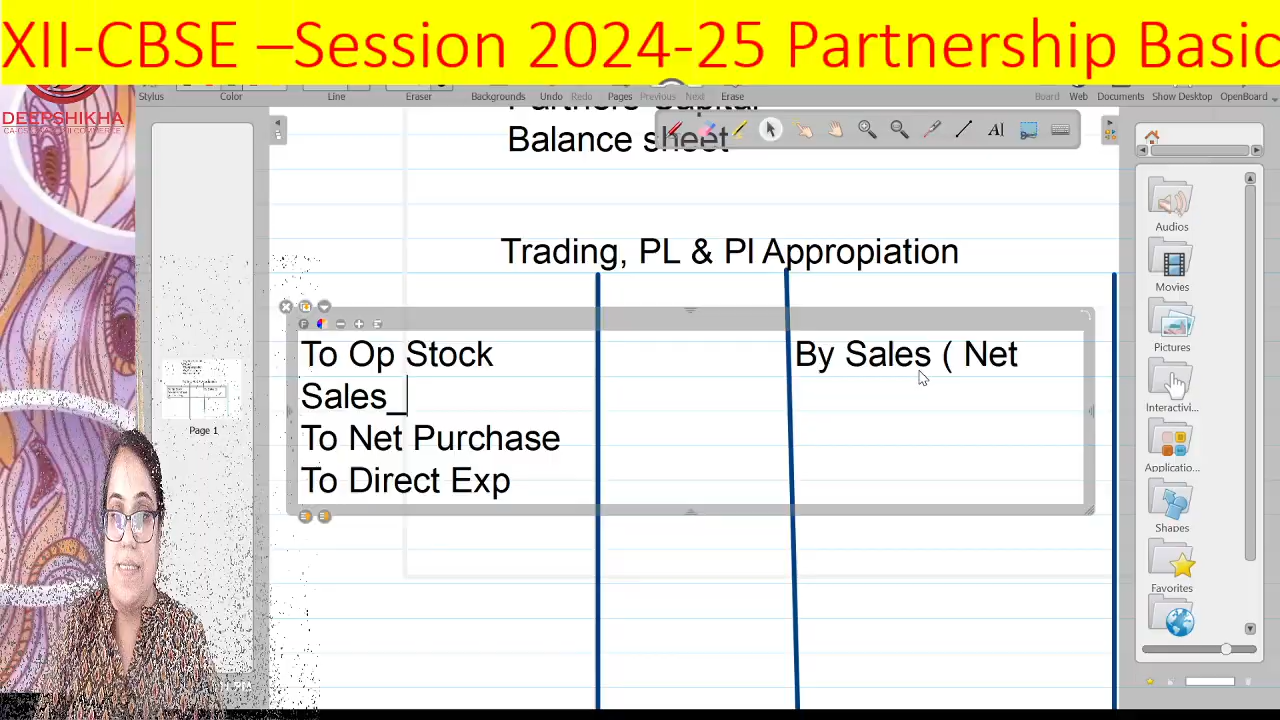 XII-CBSE –Session 2024-25 Partnership Basic
Stylus Color Line Eraser Backgrounds Undo Redo Pages Previous Next Erase Board Web Documents Show Desktop OpenBoard
DEEPSHIKHA
Partners Capital
Balance sheet
Trading, PL & Pl Appropiation
To Op Stock By Sales ( Net
Sales_
To Net Purchase
To Direct Exp
Page 1
Audios
Movies
Pictures
Interactivi...
Applicatio...
Shapes
Favorites